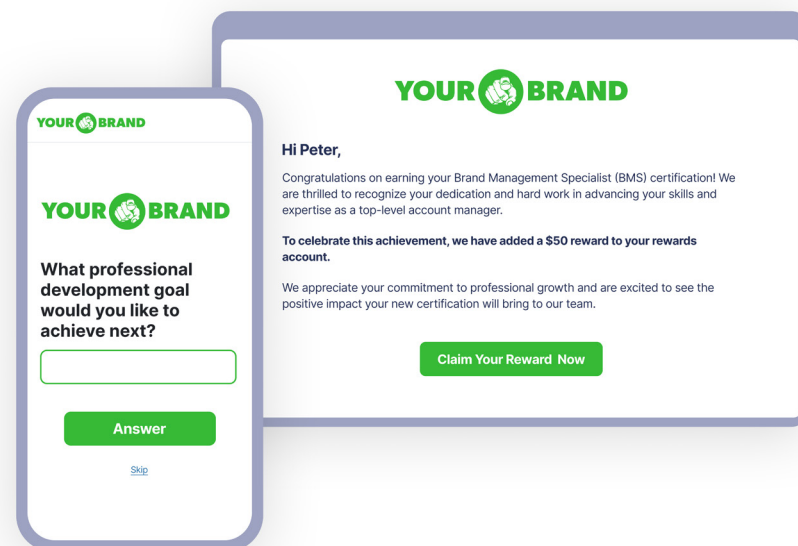 YOUR BRAND
YOUR BRAND
What professional
development goal
would you like to
achieve next?
Answer
Skip
YOUR BRAND
Hi Peter,
Congratulations on earning your Brand Management Specialist (BMS) certification! We
are thrilled to recognize your dedication and hard work in advancing your skills and
expertise as a top-level account manager.
To celebrate this achievement, we have added a $50 reward to your rewards
account.
We appreciate your commitment to professional growth and are excited to see the
positive impact your new certification will bring to our team.
Claim Your Reward Now